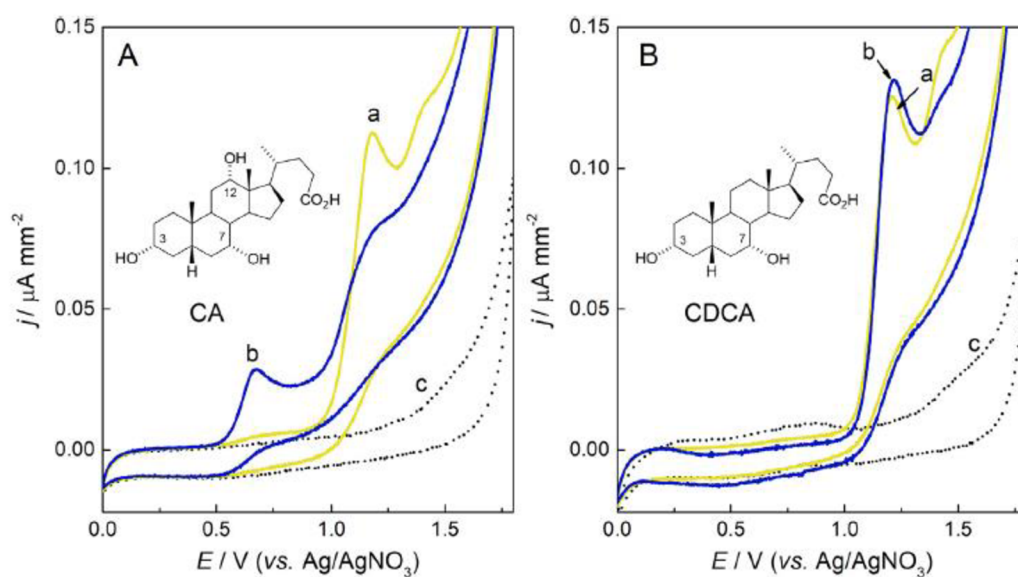 A
0.15
0.10
0.05
0.00
j / µA mm-2
0.0 0.5 1.0 1.5
E / V (vs. Ag/AgNO3)
a
b
c
OH
12
CO2H
3
7
HO
OH
H
CA
B
0.15
0.10
0.05
0.00
j / µA mm-2
0.0 0.5 1.0 1.5
E / V (vs. Ag/AgNO3)
b
a
c
CO2H
3
7
HO
OH
H
CDCA